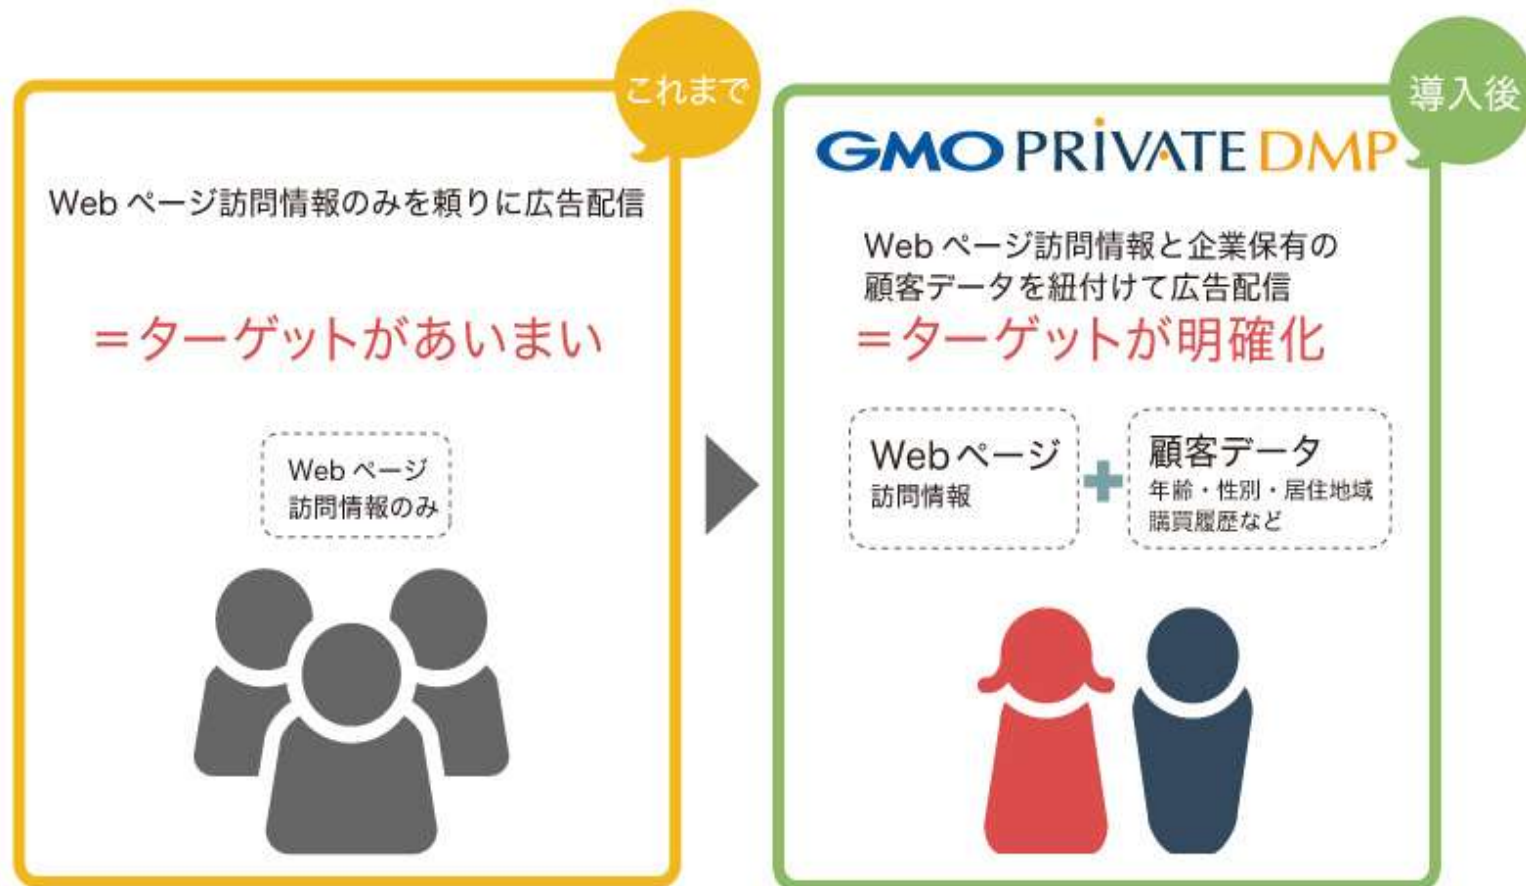 これまで
Web ページ訪問情報のみを頼りに広告配信
＝ターゲットがあいまい
Web ページ
訪問情報のみ
導入後
GMO PRIVATE DMP
Web ページ訪問情報と企業保有の
顧客データを紐付けて広告配信
＝ターゲットが明確化
Web ページ
訪問情報
+
顧客データ
年齢・性別・居住地域
購買履歴など